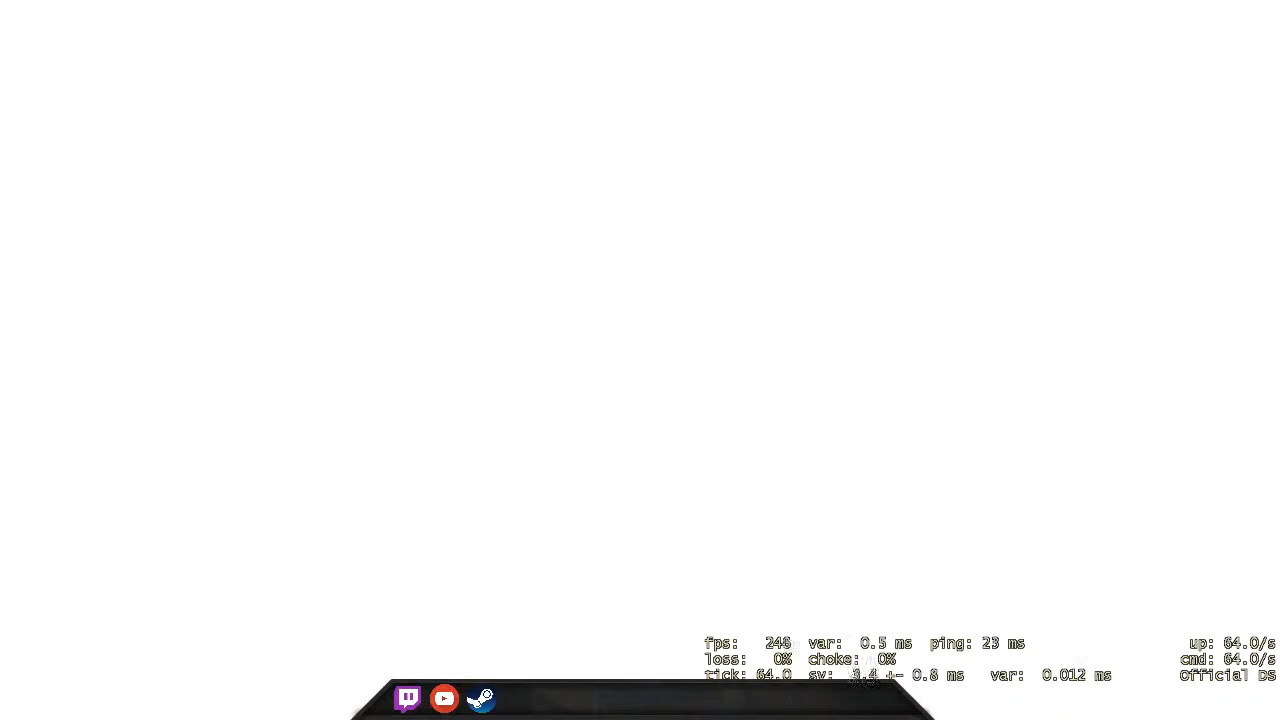 fps: 246 var: 0.5 ms ping: 23 ms up: 64.0/s
loss: 0% choke: 0% cmd: 64.0/s
tick: 64.0 sv: +- 0.8 ms var: 0.012 ms Official DS